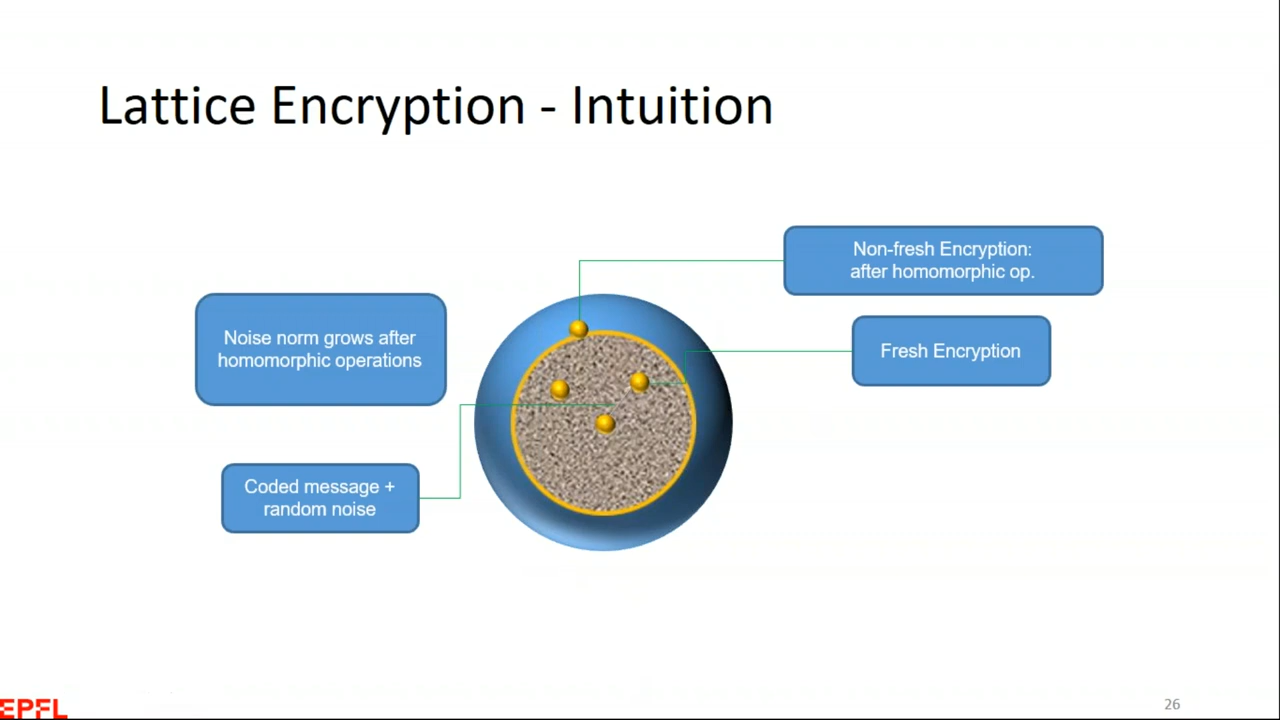 Lattice Encryption - Intuition
Non-fresh Encryption:
after homomorphic op.
Noise norm grows after
homomorphic operations
Fresh Encryption
Coded message +
random noise
EPFL
26